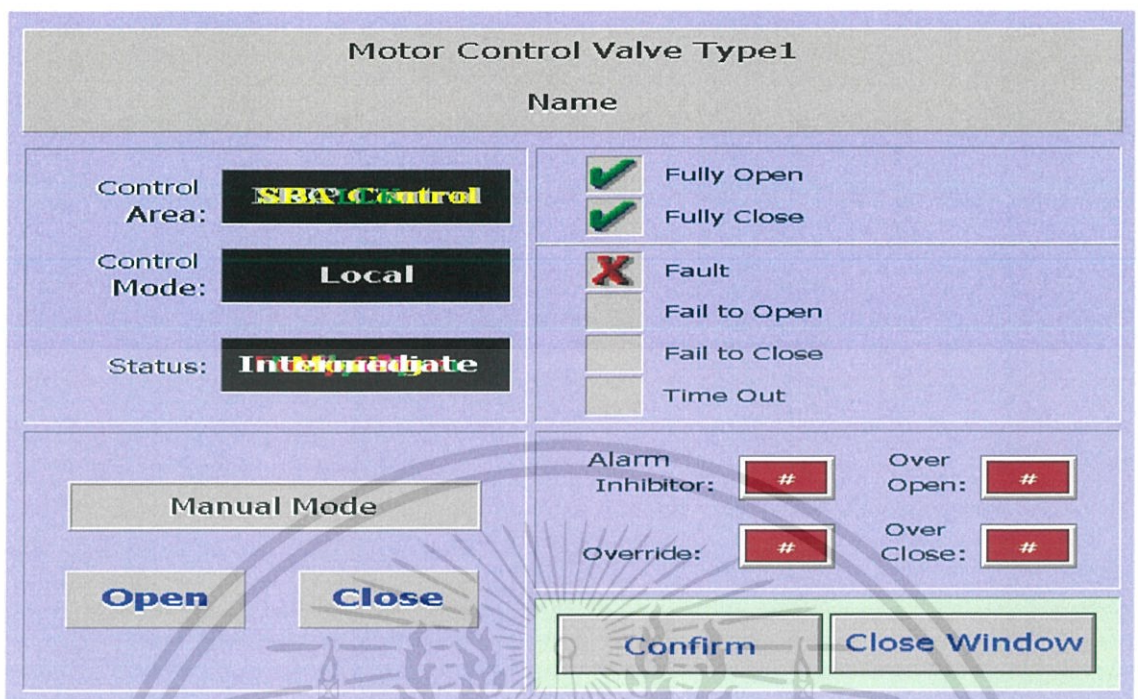 Motor Control Valve Type1
Name
Control
Area:
Control
Control
Mode:
Local
Status:
Intermediate
Fully Open
Fully Close
Fault
Fail to Open
Fail to Close
Time Out
Manual Mode
Open
Close
Alarm
Inhibitor:
#
Over
Open:
#
Override:
#
Over
Close:
#
Confirm
Close Window